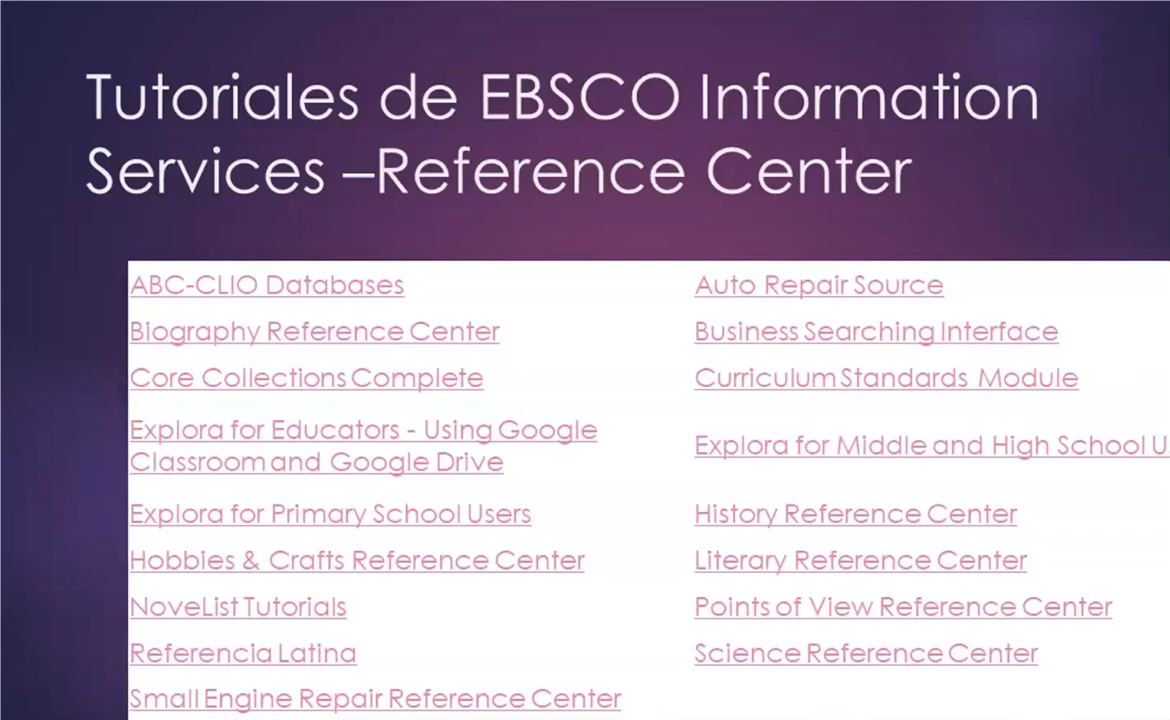 Tutoriales de EBSCO Information
Services –Reference Center
ABC-CLIO Databases
Auto Repair Source
Biography Reference Center
Business Searching Interface
Core Collections Complete
Curriculum Standards Module
Explora for Educators - Using Google
Classroom and Google Drive
Explora for Middle and High School
Explora for Primary School Users
History Reference Center
Hobbies & Crafts Reference Center
Literary Reference Center
NoveList Tutorials
Points of View Reference Center
Referencia Latina
Science Reference Center
Small Engine Repair Reference Center